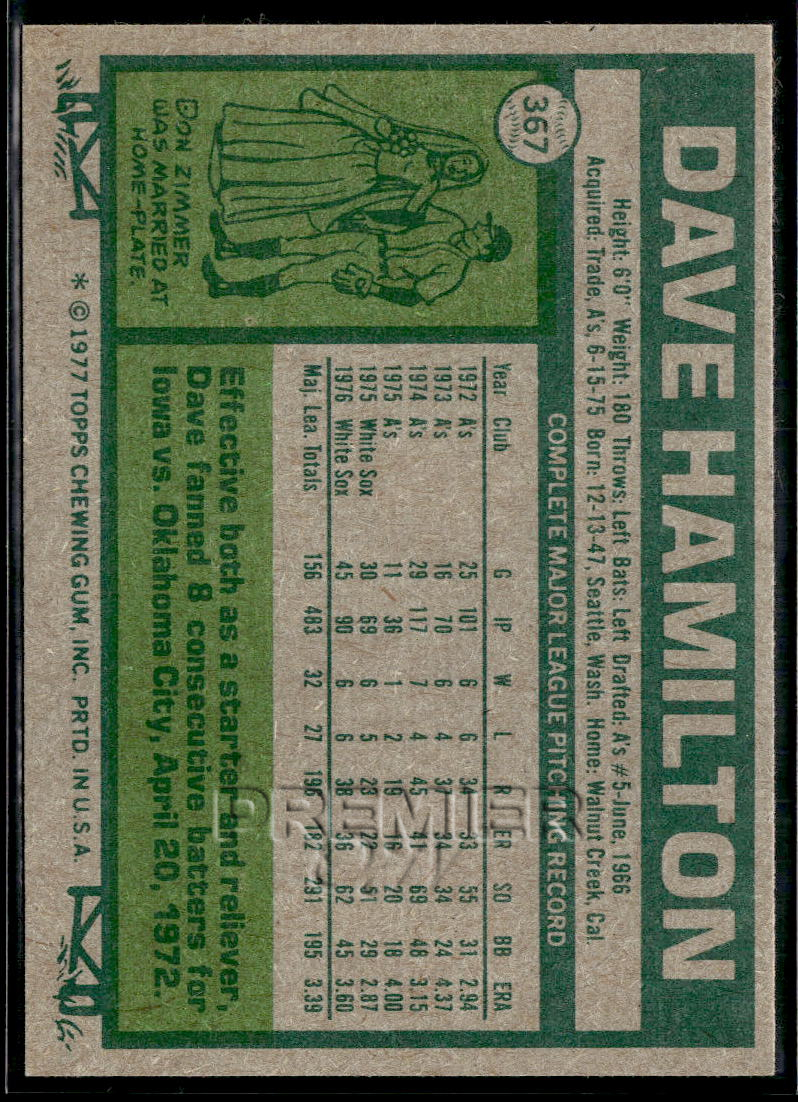 DAVE HAMILTON
367
Height: 6'0" Weight: 180 Throws: Left Bats: Left Drafted: A's #5-June, 1966
Acquired: Trade, A's, 6-15-75 Born: 12-13-47, Seattle, Wash. Home: Walnut Creek, Cal.
COMPLETE MAJOR LEAGUE PITCHING RECORD
Year Club G IP W L R ER SO BB ERA
1972 A's 25 101 6 6 34 33 55 31 2.94
1973 A's 16 70 6 4 37 34 34 24 4.37
1974 A's 29 117 7 4 45 41 69 48 3.15
1975 A's 11 36 1 2 19 16 20 18 4.00
1975 White Sox 30 69 6 5 23 22 51 29 2.87
1976 White Sox 45 90 6 6 38 36 62 45 3.60
Maj. Lea. Totals 156 483 32 27 196 182 291 195 3.39
DON ZIMMER
WAS MARRIED AT
HOME-PLATE.
Effective both as a starter and reliever,
Dave fanned 8 consecutive batters for
Iowa vs. Oklahoma City, April 20, 1972.
* © 1977 TOPPS CHEWING GUM, INC. PRTD. IN U.S.A.
PREMIER